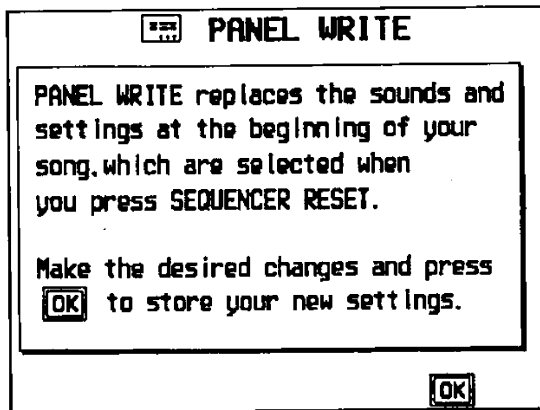 PANEL WRITE
PANEL WRITE replaces the sounds and
settings at the beginning of your
song.which are selected when
you press SEQUENCER RESET.
Make the desired changes and press
OK to store your new settings.
OK